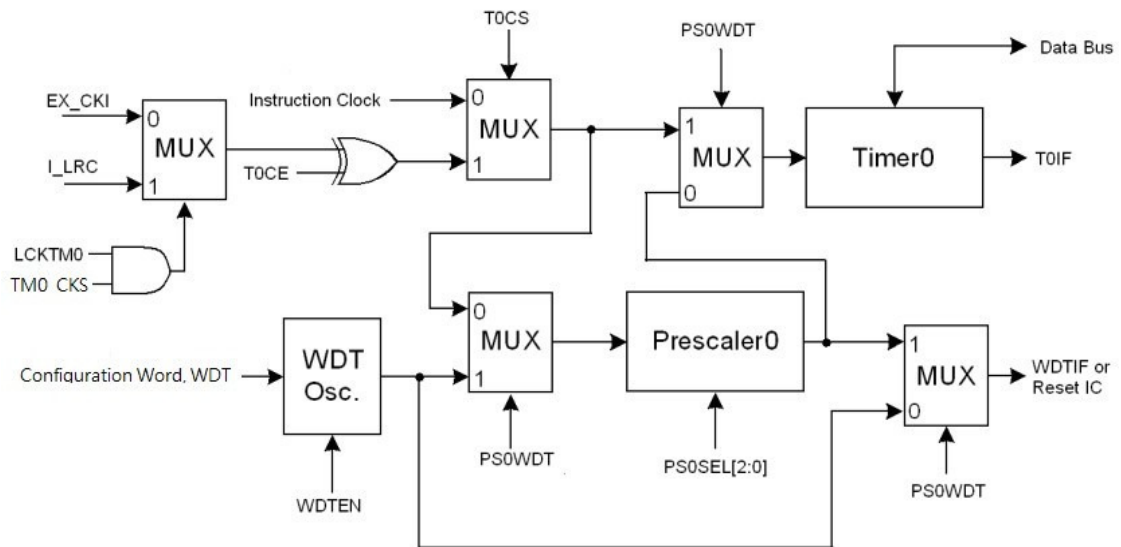 T0CS
PS0WDT
Data Bus
EX_CKI
0
MUX
I_LRC
1
Instruction Clock
0
MUX
1
T0CE
1
MUX
0
Timer0
T0IF
LCKTM0
TM0 CKS
Configuration Word, WDT
WDT
Osc.
WDTEN
0
MUX
1
PS0WDT
Prescaler0
PS0SEL[2:0]
1
MUX
0
WDTIF or
Reset IC
PS0WDT